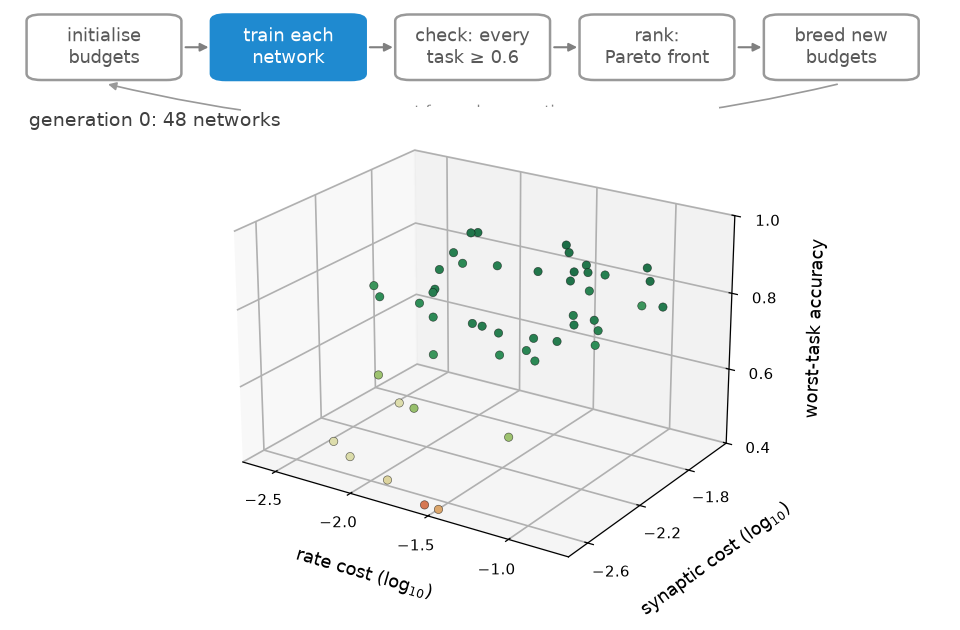 initialise
budgets
train each
network
check: every
task ≥ 0.6
rank:
Pareto front
breed new
budgets
generation 0: 48 networks
1.0
0.8
0.6
0.4
worst-task accuracy
−2.5
−2.0
−1.5
−1.0
rate cost (log₁₀)
−1.8
−2.2
−2.6
synaptic cost (log₁₀)